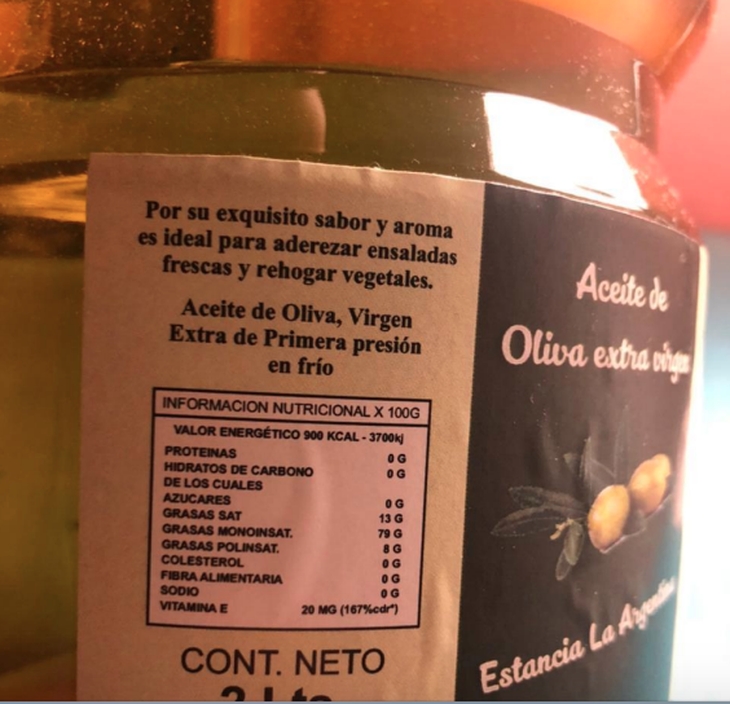 Por su exquisito sabor y aroma
es ideal para aderezar ensaladas
frescas y rehogar vegetales.
Aceite de Oliva, Virgen
Extra de Primera presión
en frío
INFORMACION NUTRICIONAL X 100G
VALOR ENERGÉTICO 900 KCAL - 3700kj
PROTEINAS 0 G
HIDRATOS DE CARBONO 0 G
DE LOS CUALES
AZUCARES 0 G
GRASAS SAT 13 G
GRASAS MONOINSAT. 79 G
GRASAS POLINSAT. 8 G
COLESTEROL 0 G
FIBRA ALIMENTARIA 0 G
SODIO 0 G
VITAMINA E 20 MG (167%cdr*)
CONT. NETO
Aceite de
Oliva extra virgen
Estancia La